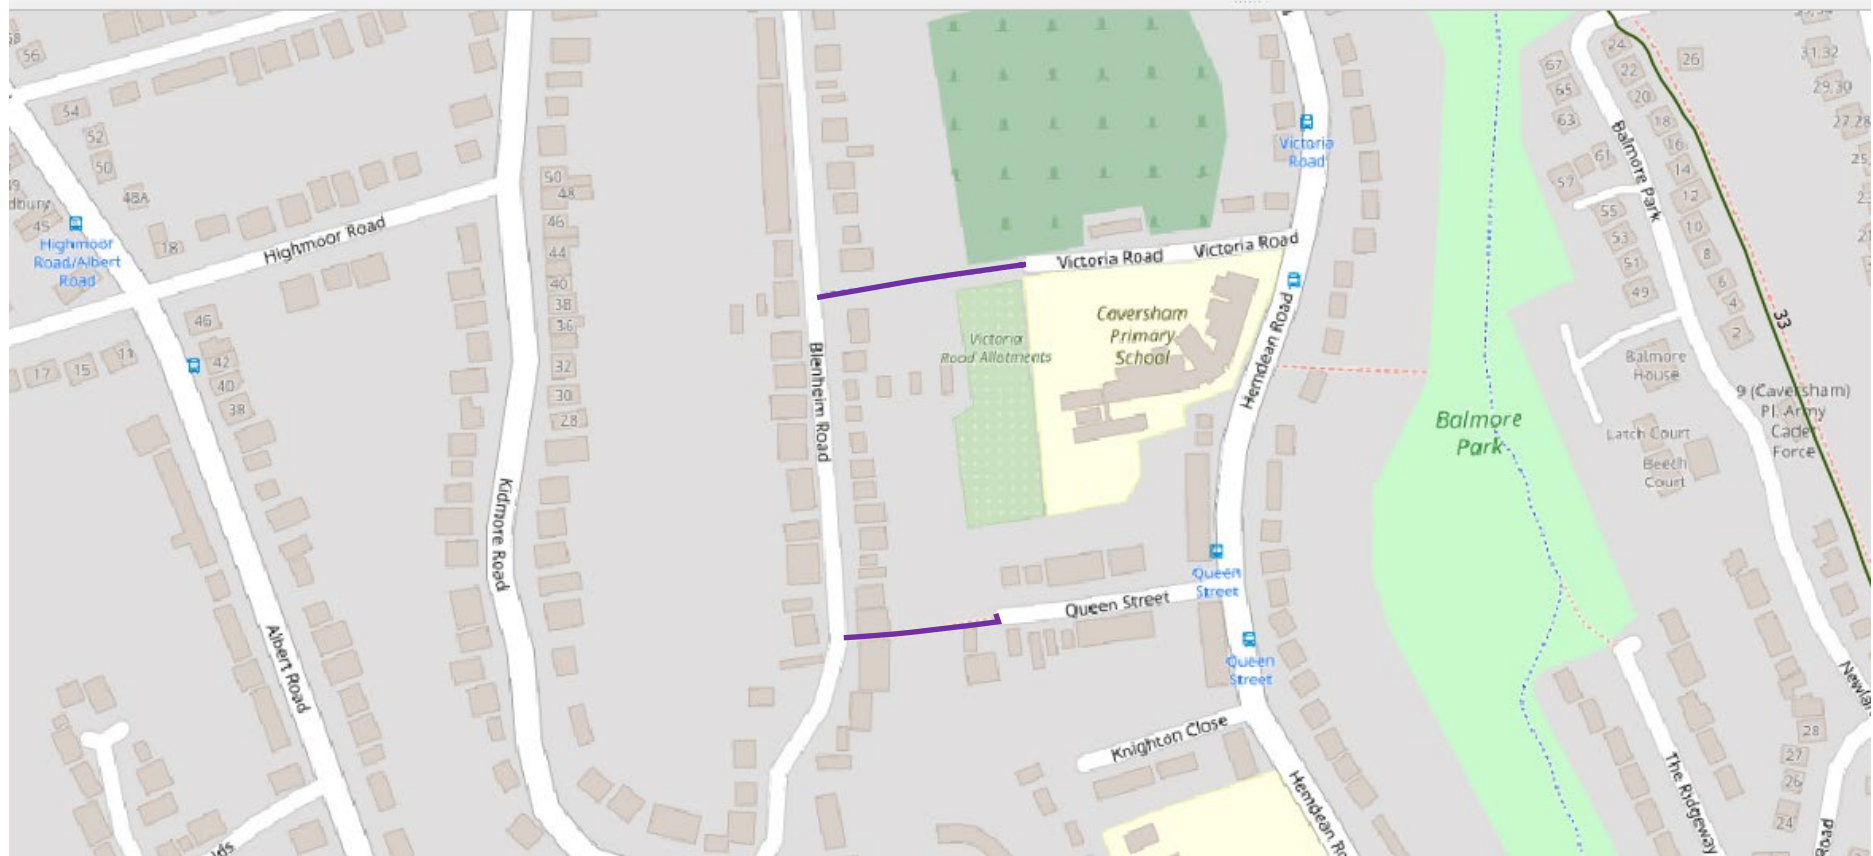 56
54
52
50
48A
45
Highmoor
Road/Albert
Road
18
Highmoor Road
46
42
40
38
17
15
11
Albert Road
50
48
46
44
40
38
36
32
30
28
Kidmore Road
Blenheim Road
Victoria Road
Victoria Road
Victoria
Road
Caversham
Primary
School
Victoria
Road Allotments
Hemdean Road
Queen
Street
Queen Street
Queen
Street
Knighton Close
Balmore
Park
Balmore Park
67
65
63
61
57
55
53
51
49
24
22
20
18
16
14
12
10
8
6
4
2
26
31,32
29,30
33
Balmore
House
Latch Court
Beech
Court
9 (Caversham)
Pl. Army
Cadet
Force
The Ridgeway
28
27
26
24
Road